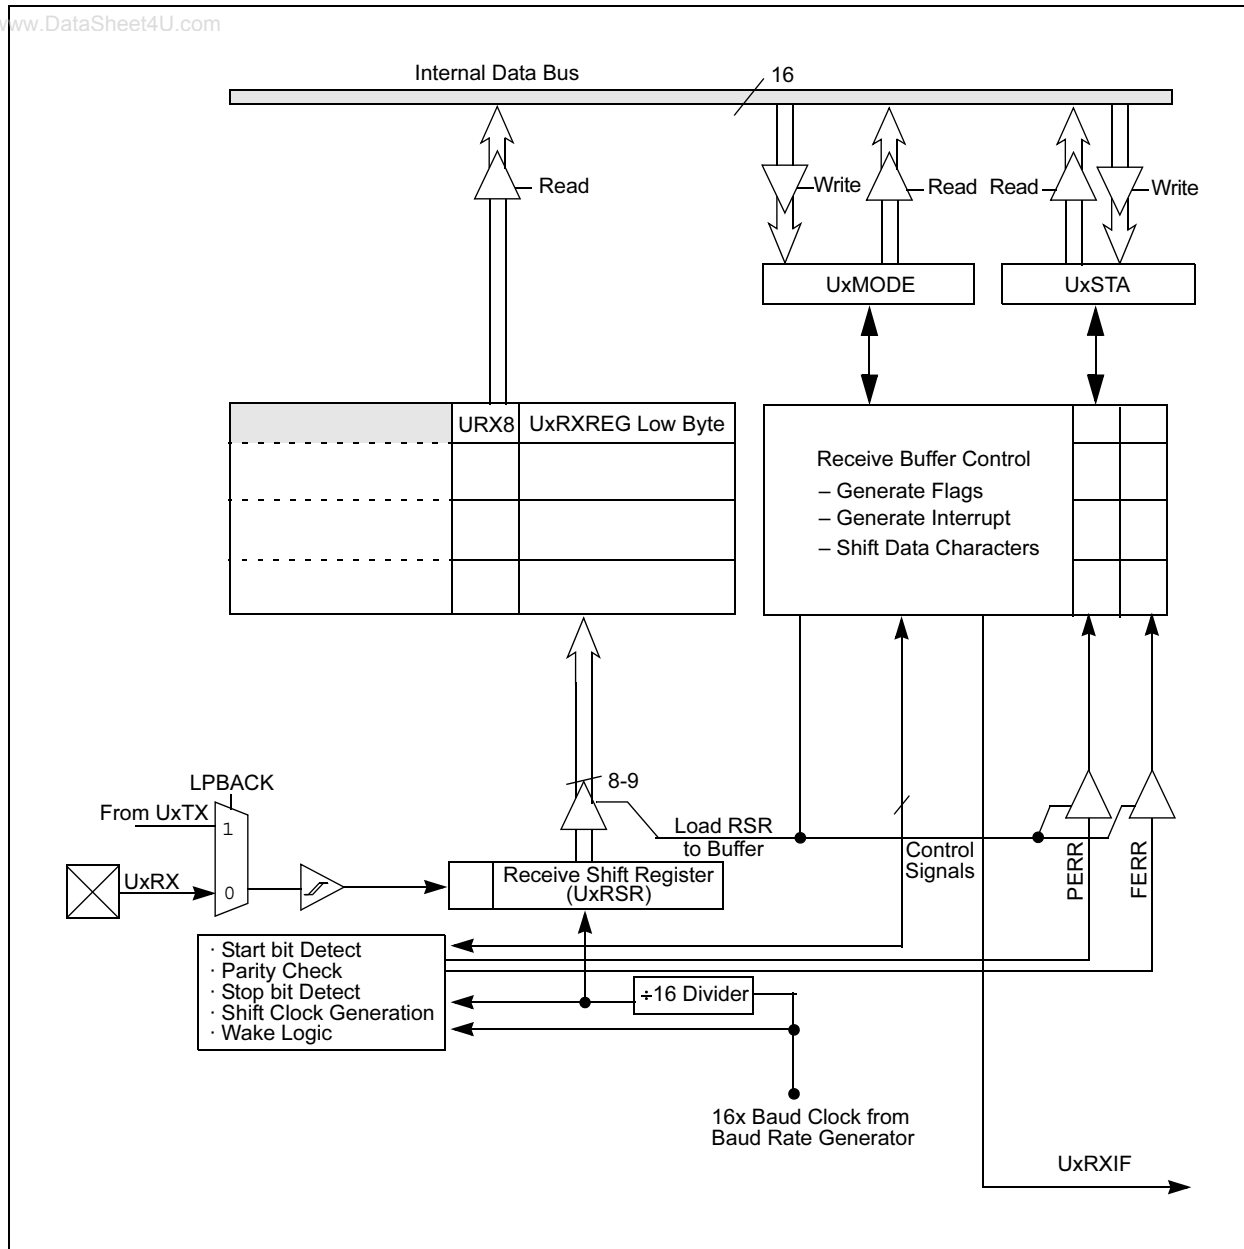 www.DataSheet4U.com
Internal Data Bus
16
Read
Write
Read
Read
Write
UxMODE
UxSTA
URX8
UxRXREG Low Byte
Receive Buffer Control
– Generate Flags
– Generate Interrupt
– Shift Data Characters
LPBACK
From UxTX
1
UxRX
0
8-9
Load RSR
to Buffer
Control
Signals
PERR
FERR
Receive Shift Register
(UxRSR)
· Start bit Detect
· Parity Check
· Stop bit Detect
· Shift Clock Generation
· Wake Logic
÷16 Divider
16x Baud Clock from
Baud Rate Generator
UxRXIF